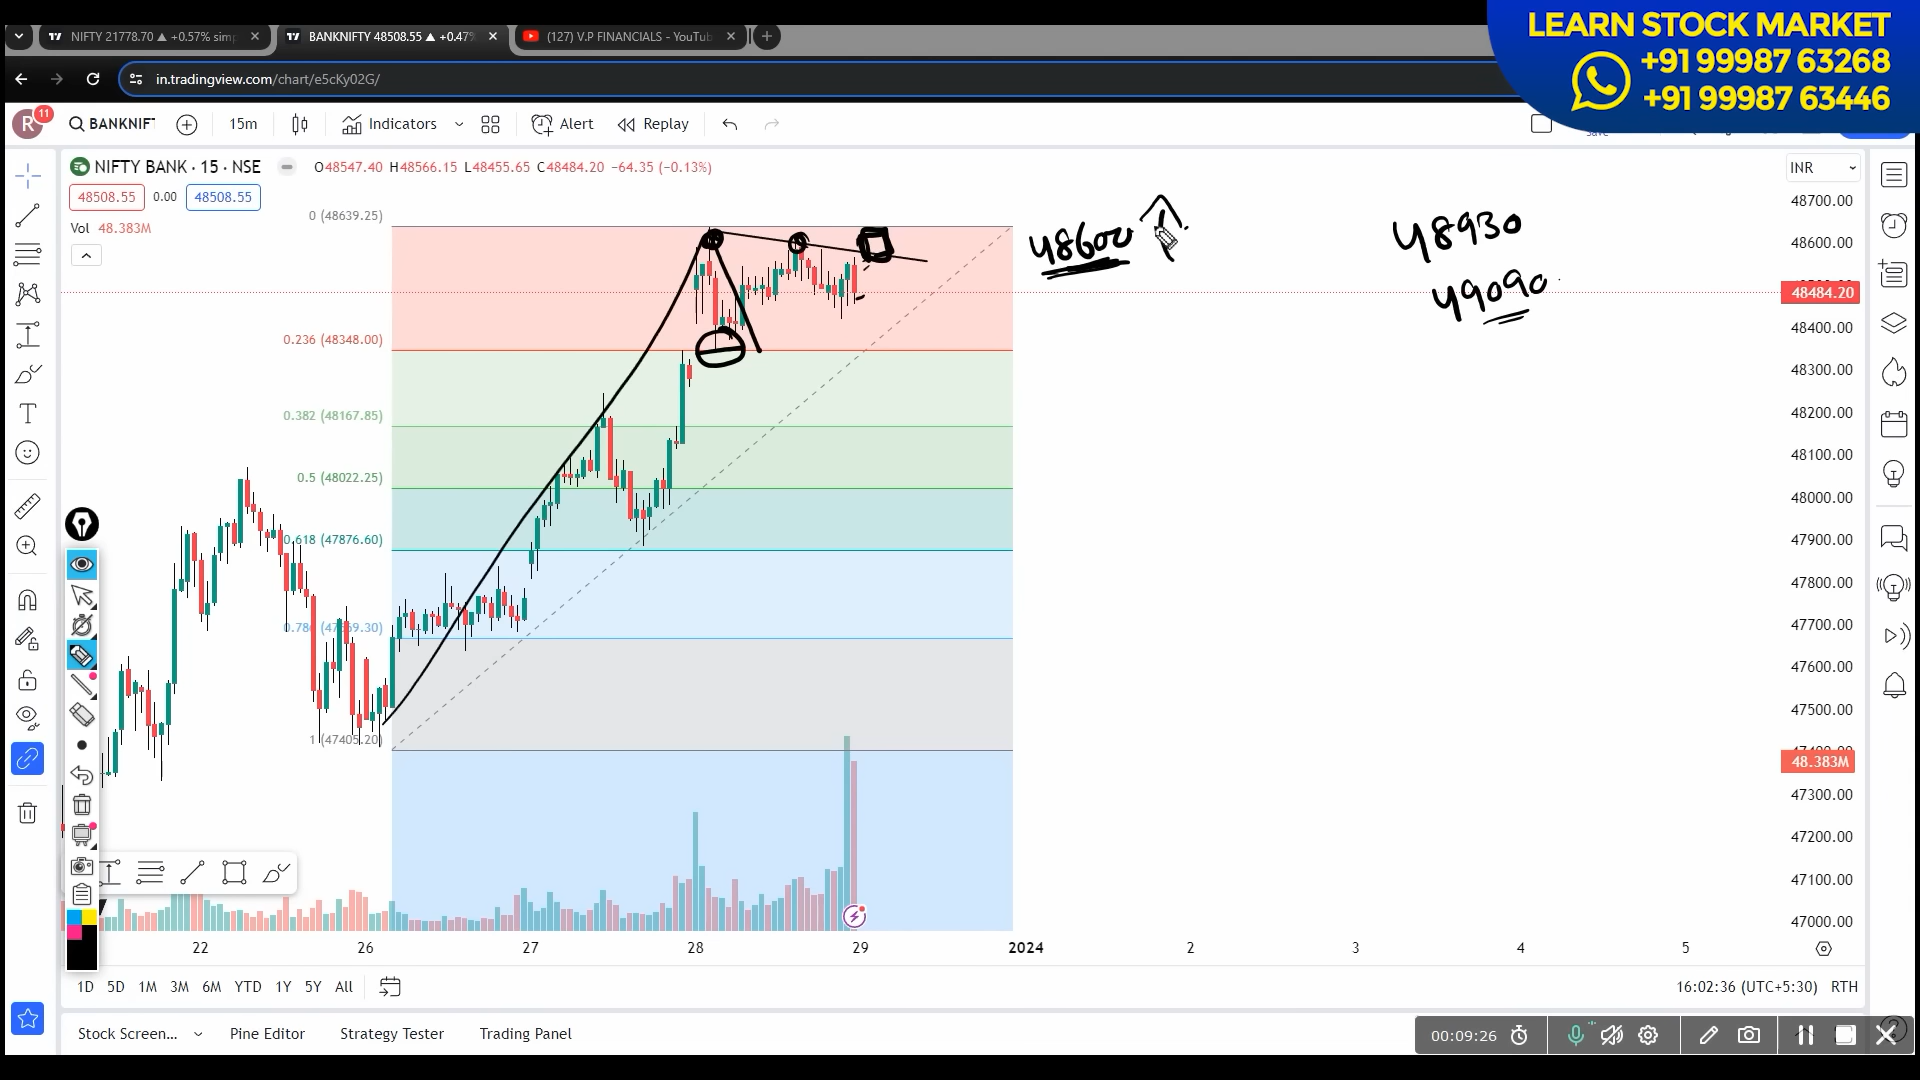 NIFTY 21778.70 ▲ +0.57% sim
BANKNIFTY 48508.55 ▲ +0.47%
(127) V.P FINANCIALS - YouTub
LEARN STOCK MARKET
+91 99987 63268
+91 99987 63446
in.tradingview.com/chart/e5cKy02G/
R 11
BANKNIF
15m
Indicators
Alert
Replay
NIFTY BANK · 15 · NSE
O48547.40 H48566.15 L48455.65 C48484.20 −64.35 (−0.13%)
INR
48508.55 0.00 48508.55
Vol 48.383M
0 (48639.25)
0.236 (48348.00)
0.382 (48167.85)
0.5 (48022.25)
0.618 (47876.60)
1 (47405.20)
48600
48930
49090
48700.00
48600.00
48484.20
48400.00
48300.00
48200.00
48100.00
48000.00
47900.00
47800.00
47700.00
47600.00
47500.00
48.383M
47300.00
47200.00
47100.00
47000.00
22 26 27 28 29 2024 2 3 4 5
1D 5D 1M 3M 6M YTD 1Y 5Y All
16:02:36 (UTC+5:30) RTH
Stock Screen... Pine Editor Strategy Tester Trading Panel
00:09:26